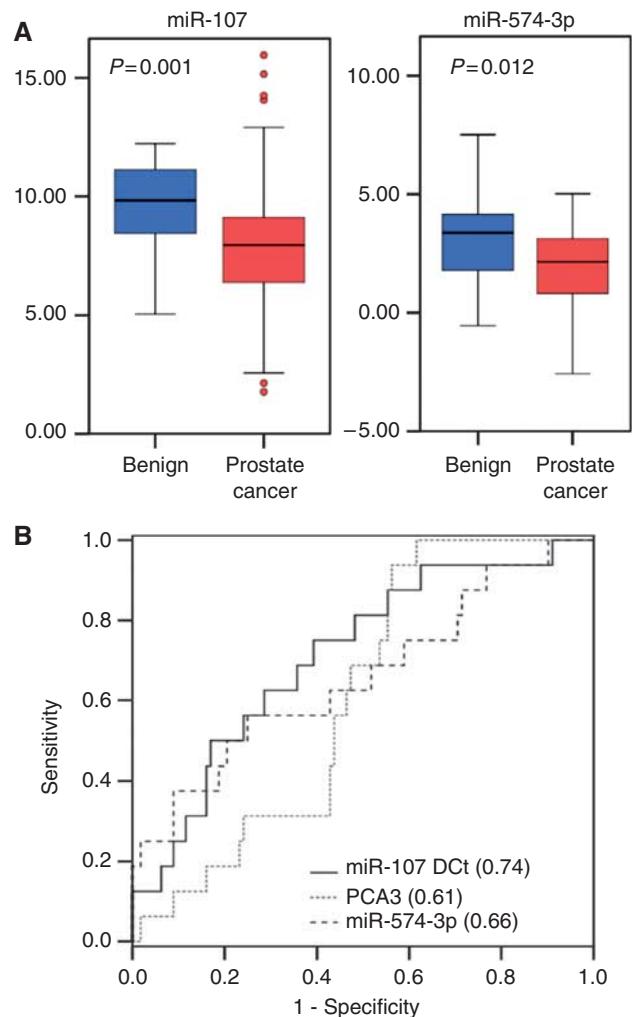 A
miR-107
miR-574-3p
P=0.001
P=0.012
15.00
10.00
5.00
0.00
10.00
5.00
0.00
−5.00
Benign
Prostate
cancer
Benign
Prostate
cancer
B
1.0
0.8
0.6
0.4
0.2
0.0
Sensitivity
miR-107 DCt (0.74)
PCA3 (0.61)
miR-574-3p (0.66)
0.0 0.2 0.4 0.6 0.8 1.0
1 - Specificity